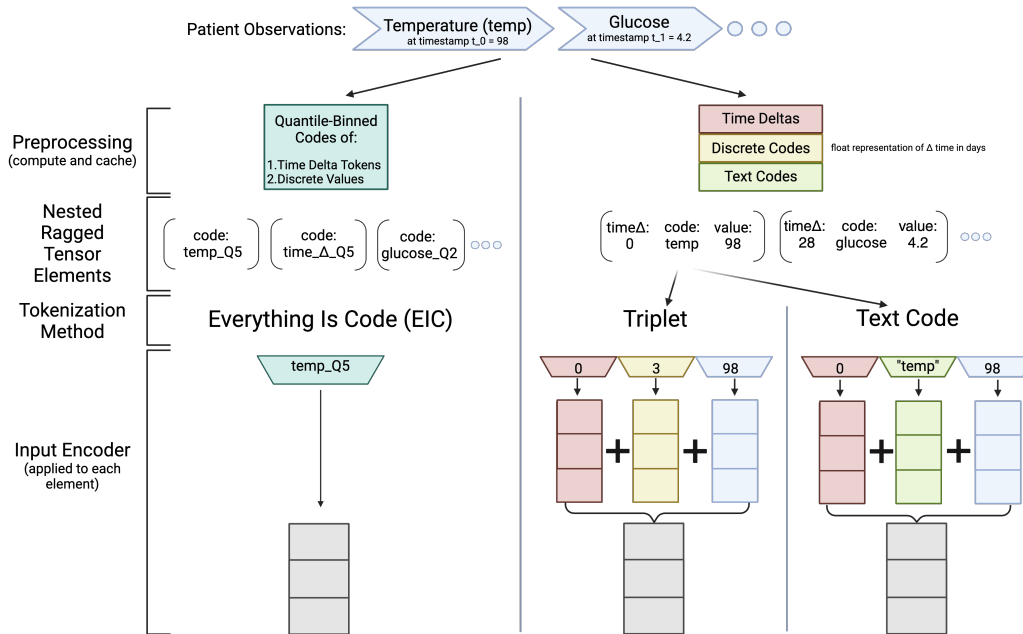 Patient Observations:
Temperature (temp)
at timestamp t_0 = 98
Glucose
at timestamp t_1 = 4.2
Preprocessing
(compute and cache)
Quantile-Binned
Codes of:
1.Time Delta Tokens
2.Discrete Values
Time Deltas
Discrete Codes
Text Codes
float representation of Δ time in days
Nested
Ragged
Tensor
Elements
code:
temp_Q5
code:
time_Δ_Q5
code:
glucose_Q2
timeΔ:
0
code:
temp
value:
98
timeΔ:
28
code:
glucose
value:
4.2
Tokenization
Method
Everything Is Code (EIC)
Triplet
Text Code
Input Encoder
(applied to each
element)
temp_Q5
0
3
98
0
"temp"
98
+
+
+
+